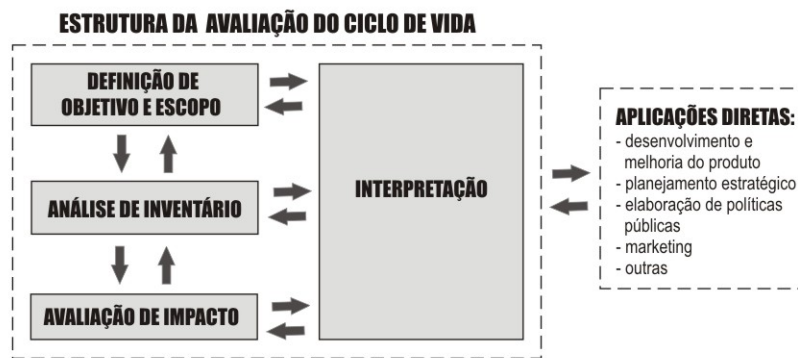 ESTRUTURA DA AVALIAÇÃO DO CICLO DE VIDA
DEFINIÇÃO DE
OBJETIVO E ESCOPO
ANÁLISE DE INVENTÁRIO
AVALIAÇÃO DE IMPACTO
INTERPRETAÇÃO
APLICAÇÕES DIRETAS:
- desenvolvimento e
melhoria do produto
- planejamento estratégico
- elaboração de políticas
públicas
- marketing
- outras